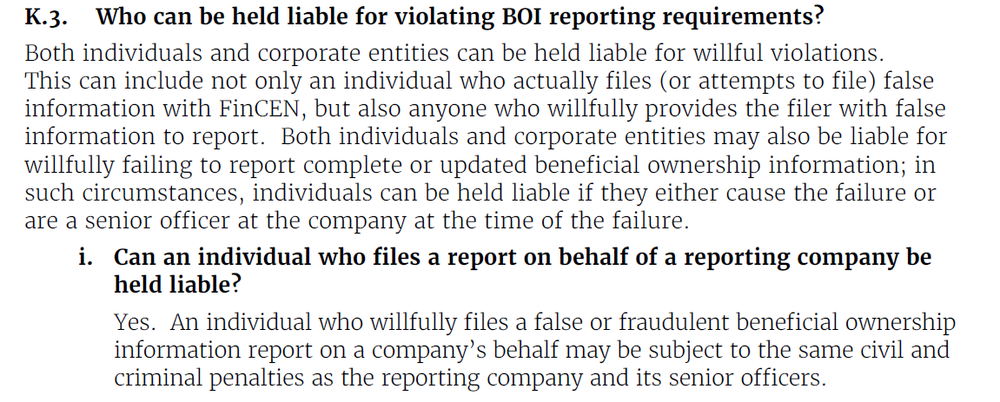 K.3. Who can be held liable for violating BOI reporting requirements?
Both individuals and corporate entities can be held liable for willful violations.
This can include not only an individual who actually files (or attempts to file) false
information with FinCEN, but also anyone who willfully provides the filer with false
information to report. Both individuals and corporate entities may also be liable for
willfully failing to report complete or updated beneficial ownership information; in
such circumstances, individuals can be held liable if they either cause the failure or
are a senior officer at the company at the time of the failure.
i. Can an individual who files a report on behalf of a reporting company be
held liable?
Yes. An individual who willfully files a false or fraudulent beneficial ownership
information report on a company’s behalf may be subject to the same civil and
criminal penalties as the reporting company and its senior officers.